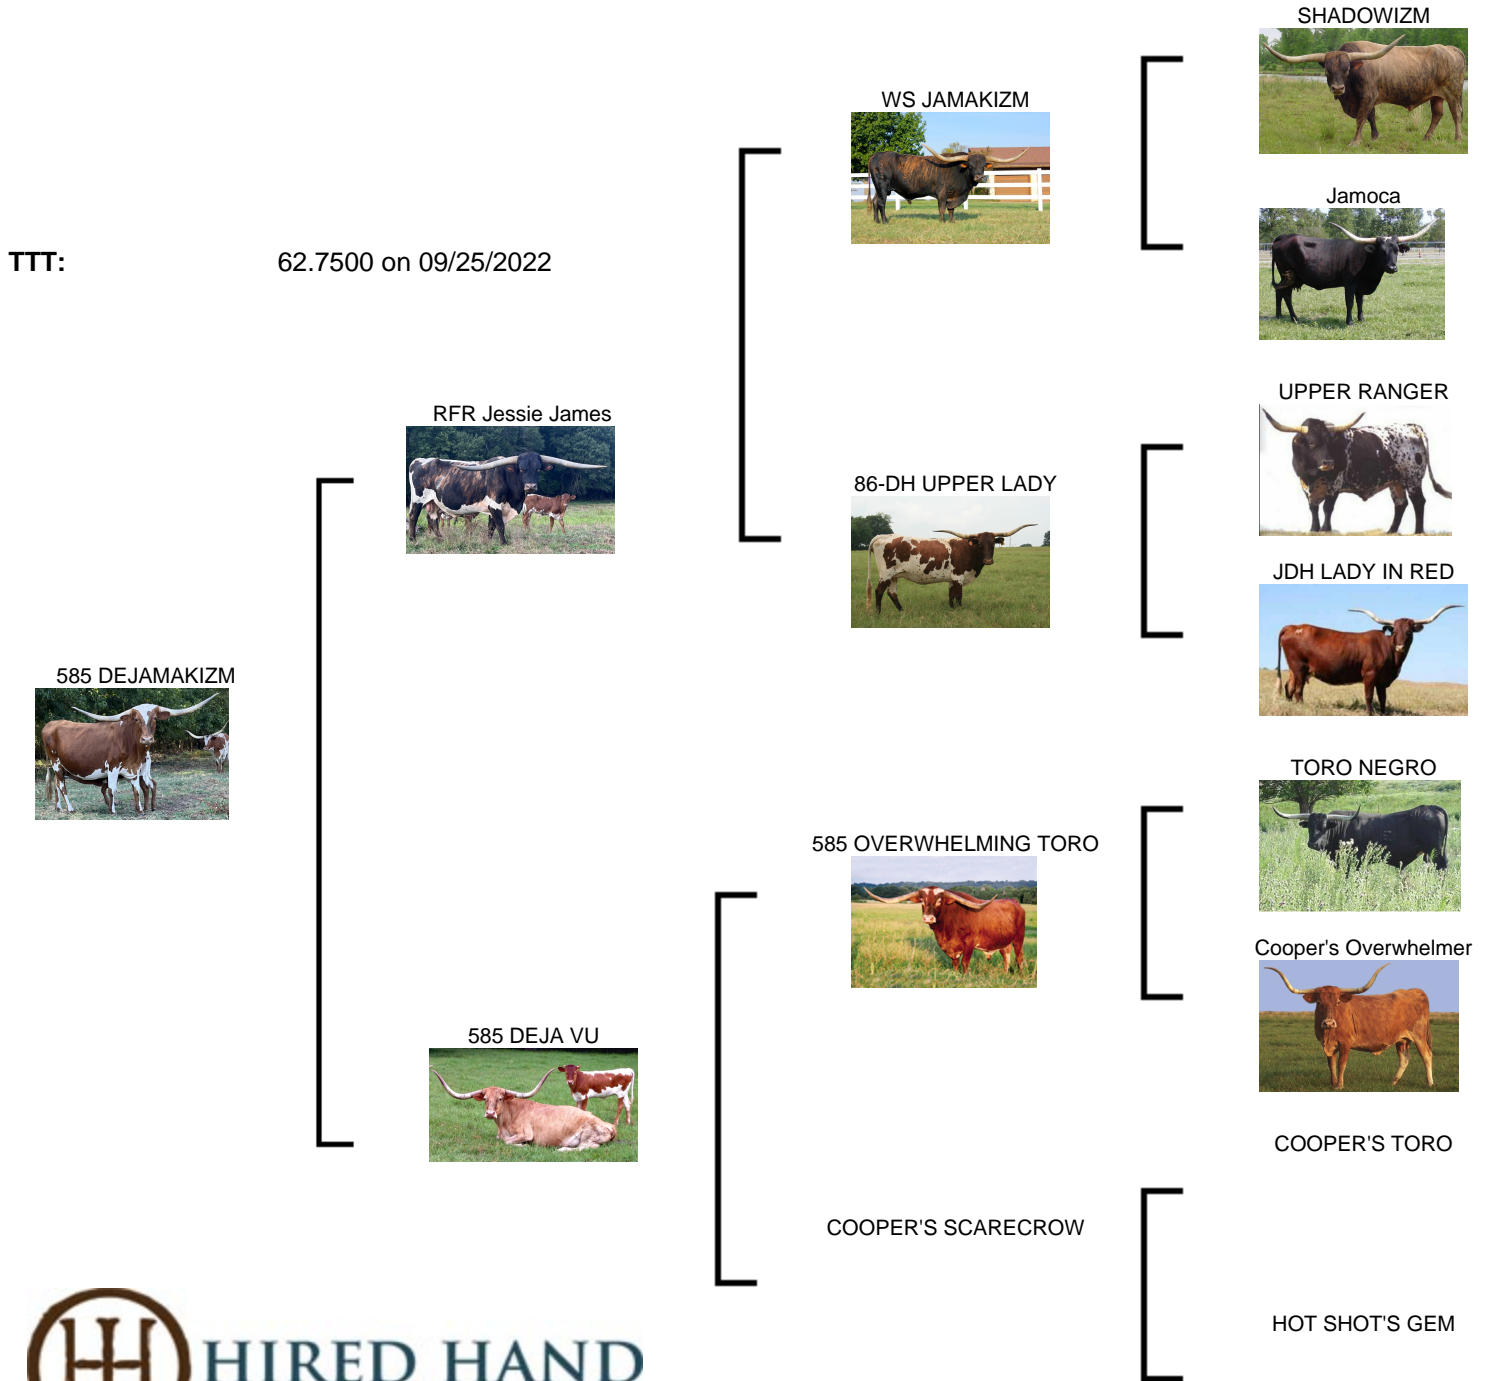 SHADOWIZM
WS JAMAKIZM
Jamoca
TTT: 62.7500 on 09/25/2022
UPPER RANGER
RFR Jessie James
86-DH UPPER LADY
JDH LADY IN RED
585 DEJAMAKIZM
TORO NEGRO
585 OVERWHELMING TORO
Cooper's Overwhelmer
585 DEJA VU
COOPER'S TORO
COOPER'S SCARECROW
HOT SHOT'S GEM
HIRED HAND